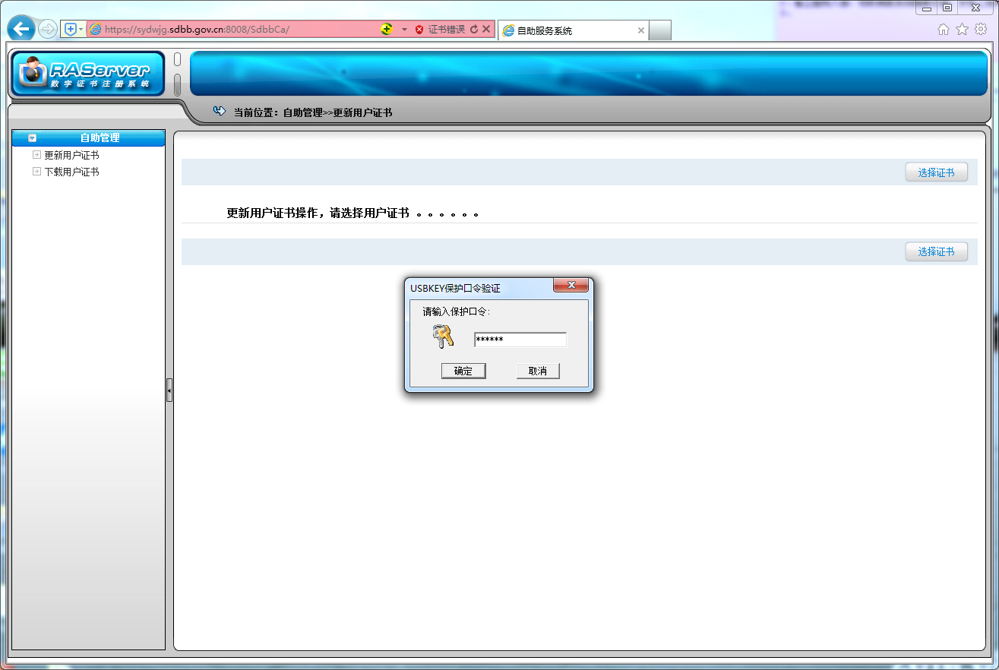 https://sydwjg.sdbb.gov.cn:8008/SdbbCa/
证书错误
自助服务系统
RAServer
数字证书注册系统
当前位置：自助管理>>更新用户证书
自助管理
更新用户证书
下载用户证书
选择证书
更新用户证书操作，请选择用户证书 。。。。。。
选择证书
USBKEY保护口令验证
请输入保护口令:
******
确定
取消